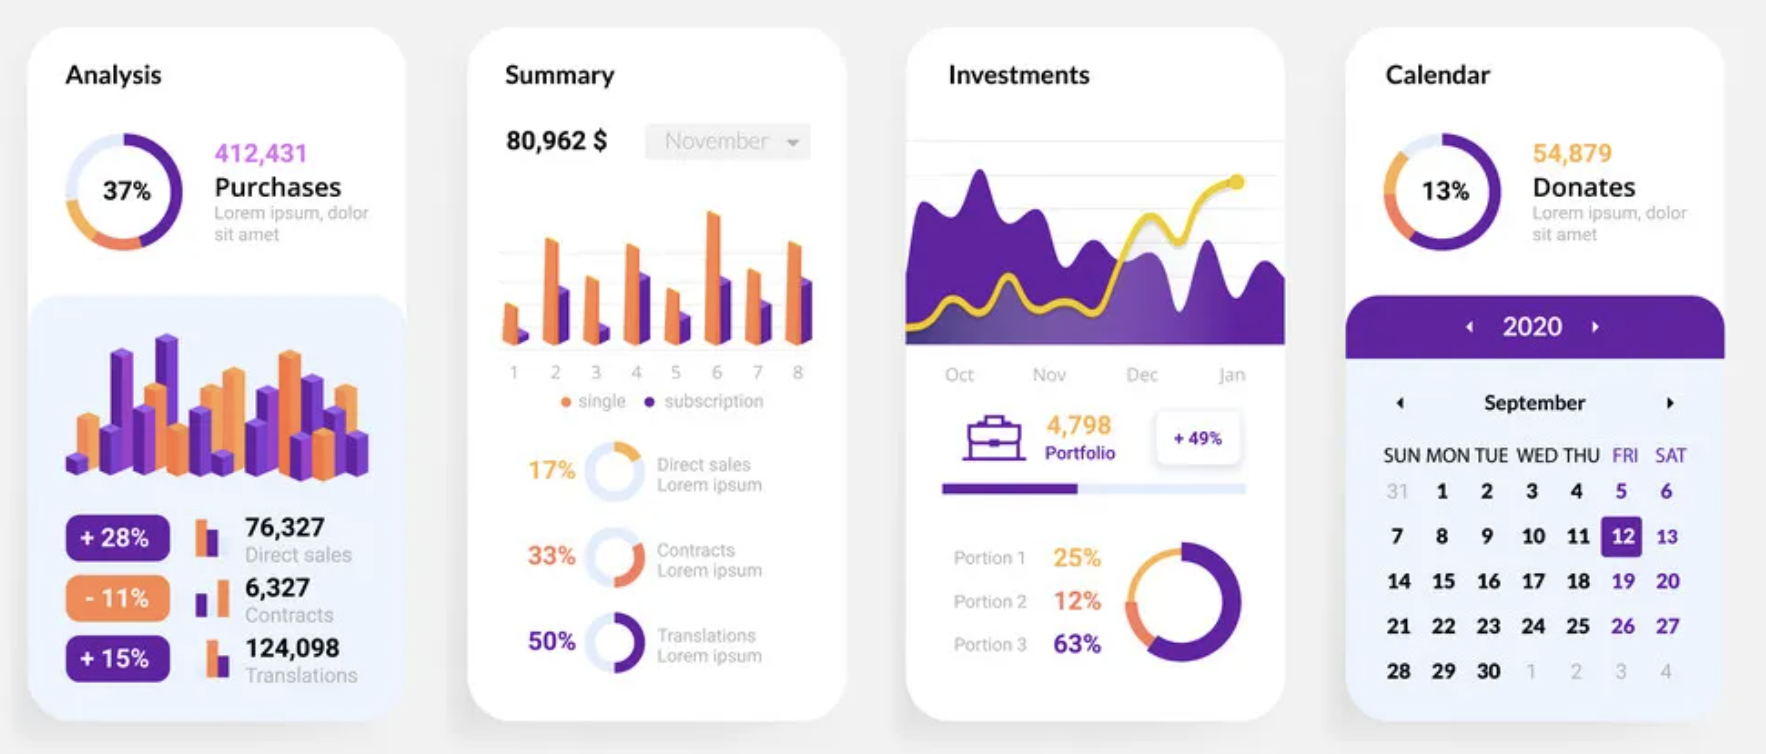 Analysis
37%
412,431
Purchases
Lorem ipsum, dolor
sit amet
+ 28%
76,327
Direct sales
- 11%
6,327
Contracts
+ 15%
124,098
Translations
Summary
80,962 $
November
1 2 3 4 5 6 7 8
single subscription
17%
Direct sales
Lorem ipsum
33%
Contracts
Lorem ipsum
50%
Translations
Lorem ipsum
Investments
Oct Nov Dec Jan
4,798
Portfolio
+ 49%
Portion 1 25%
Portion 2 12%
Portion 3 63%
Calendar
13%
54,879
Donates
Lorem ipsum, dolor
sit amet
2020
September
SUN MON TUE WED THU FRI SAT
31 1 2 3 4 5 6
7 8 9 10 11 12 13
14 15 16 17 18 19 20
21 22 23 24 25 26 27
28 29 30 1 2 3 4